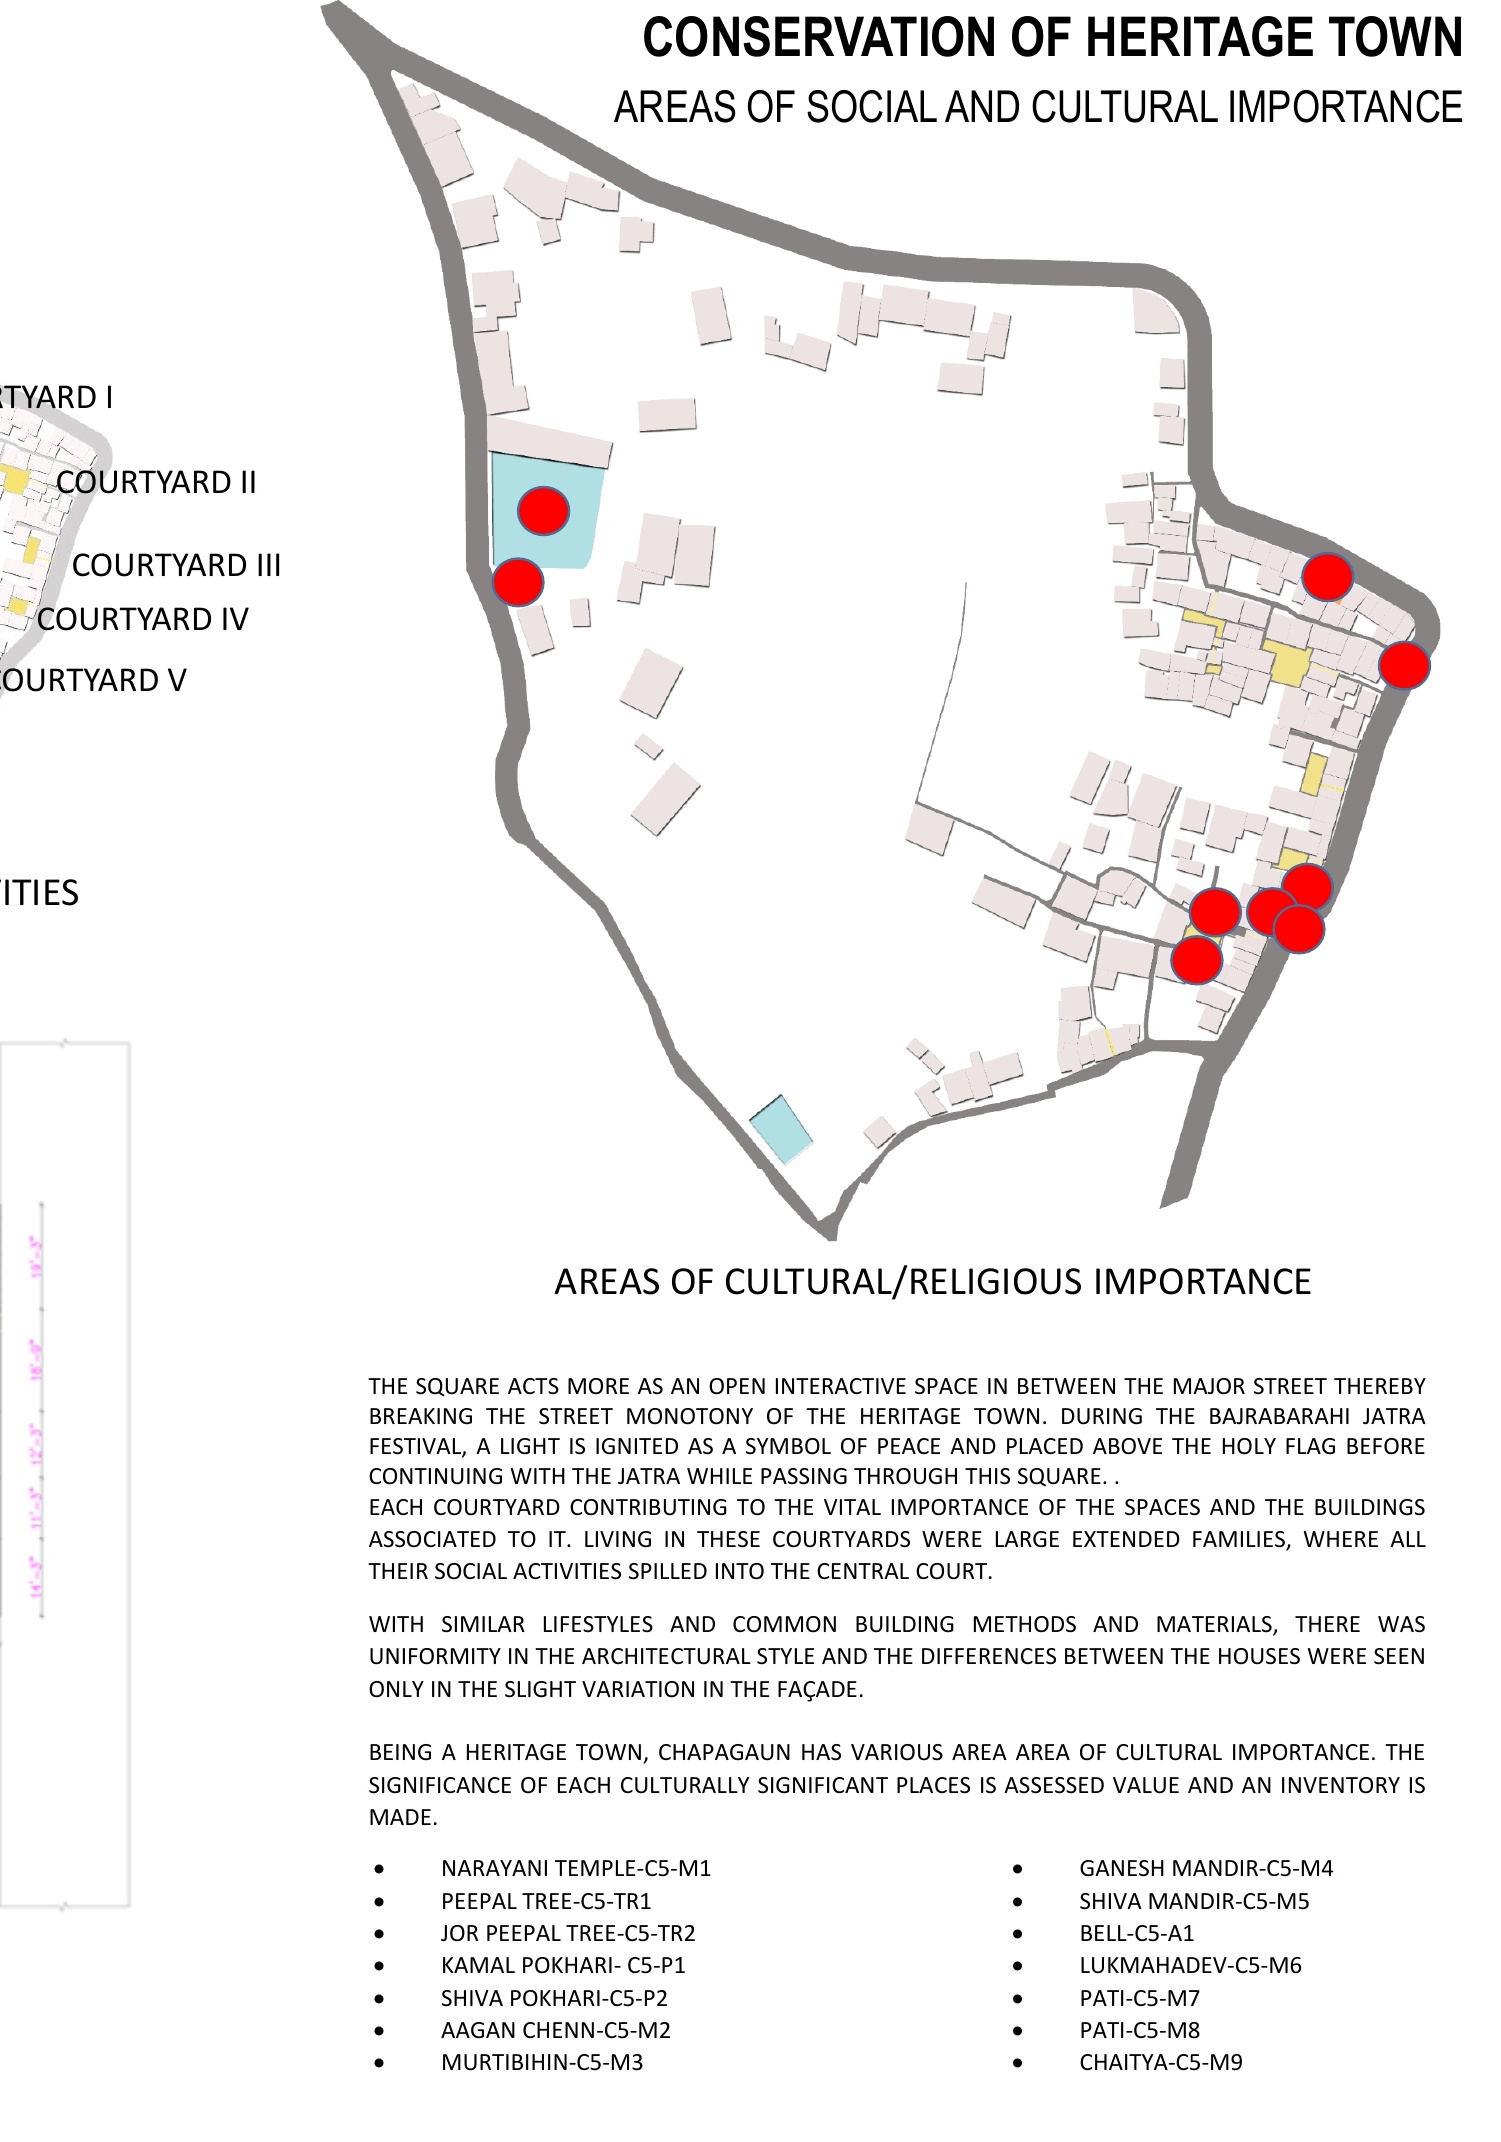 CONSERVATION OF HERITAGE TOWN
AREAS OF SOCIAL AND CULTURAL IMPORTANCE
RTYARD I
COURTYARD II
COURTYARD III
COURTYARD IV
COURTYARD V
ITIES
19'-3"
18'-9"
12'-3"
11'-3"
14'-3"
AREAS OF CULTURAL/RELIGIOUS IMPORTANCE
THE SQUARE ACTS MORE AS AN OPEN INTERACTIVE SPACE IN BETWEEN THE MAJOR STREET THEREBY
BREAKING THE STREET MONOTONY OF THE HERITAGE TOWN. DURING THE BAJRABARAHI JATRA
FESTIVAL, A LIGHT IS IGNITED AS A SYMBOL OF PEACE AND PLACED ABOVE THE HOLY FLAG BEFORE
CONTINUING WITH THE JATRA WHILE PASSING THROUGH THIS SQUARE. .
EACH COURTYARD CONTRIBUTING TO THE VITAL IMPORTANCE OF THE SPACES AND THE BUILDINGS
ASSOCIATED TO IT. LIVING IN THESE COURTYARDS WERE LARGE EXTENDED FAMILIES, WHERE ALL
THEIR SOCIAL ACTIVITIES SPILLED INTO THE CENTRAL COURT.
WITH SIMILAR LIFESTYLES AND COMMON BUILDING METHODS AND MATERIALS, THERE WAS
UNIFORMITY IN THE ARCHITECTURAL STYLE AND THE DIFFERENCES BETWEEN THE HOUSES WERE SEEN
ONLY IN THE SLIGHT VARIATION IN THE FAÇADE.
BEING A HERITAGE TOWN, CHAPAGAUN HAS VARIOUS AREA AREA OF CULTURAL IMPORTANCE. THE
SIGNIFICANCE OF EACH CULTURALLY SIGNIFICANT PLACES IS ASSESSED VALUE AND AN INVENTORY IS
MADE.
• NARAYANI TEMPLE-C5-M1
• PEEPAL TREE-C5-TR1
• JOR PEEPAL TREE-C5-TR2
• KAMAL POKHARI- C5-P1
• SHIVA POKHARI-C5-P2
• AAGAN CHENN-C5-M2
• MURTIBIHIN-C5-M3
• GANESH MANDIR-C5-M4
• SHIVA MANDIR-C5-M5
• BELL-C5-A1
• LUKMAHADEV-C5-M6
• PATI-C5-M7
• PATI-C5-M8
• CHAITYA-C5-M9